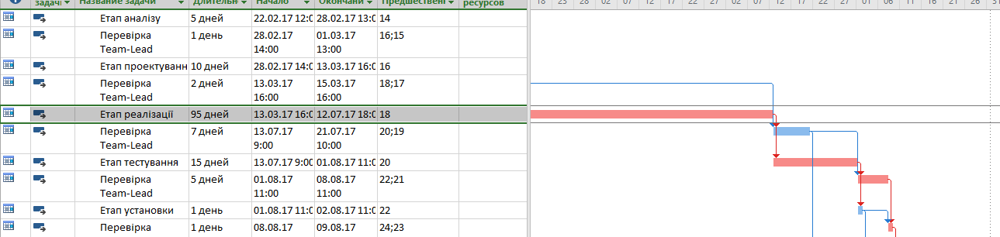 задачи Название задачи Длительн Начало Окончани Предшествені ресурсов 18 23 28 02 07 12 17 22 27 02 07 12 17 22 27 02 07 12 17 22 27 01 06 11 16 21 26 31
Етап аналізу 5 дней 22.02.17 12:0 28.02.17 13:0 14
Перевірка 1 день 28.02.17 01.03.17 16;15
Team-Lead 14:00 13:00
Етап проектуванн 10 дней 28.02.17 14:0 13.03.17 16:0 16
Перевірка 2 дней 13.03.17 15.03.17 18;17
Team-Lead 16:00 16:00
Етап реалізації 95 дней 13.03.17 16:0 12.07.17 18:0 18
Перевірка 7 дней 13.07.17 21.07.17 20;19
Team-Lead 9:00 10:00
Етап тестування 15 дней 13.07.17 9:00 01.08.17 11:0 20
Перевірка 5 дней 01.08.17 08.08.17 22;21
Team-Lead 11:00 11:00
Етап установки 1 день 01.08.17 11:0 02.08.17 11:0 22
Перевірка 1 день 08.08.17 09.08.17 24;23